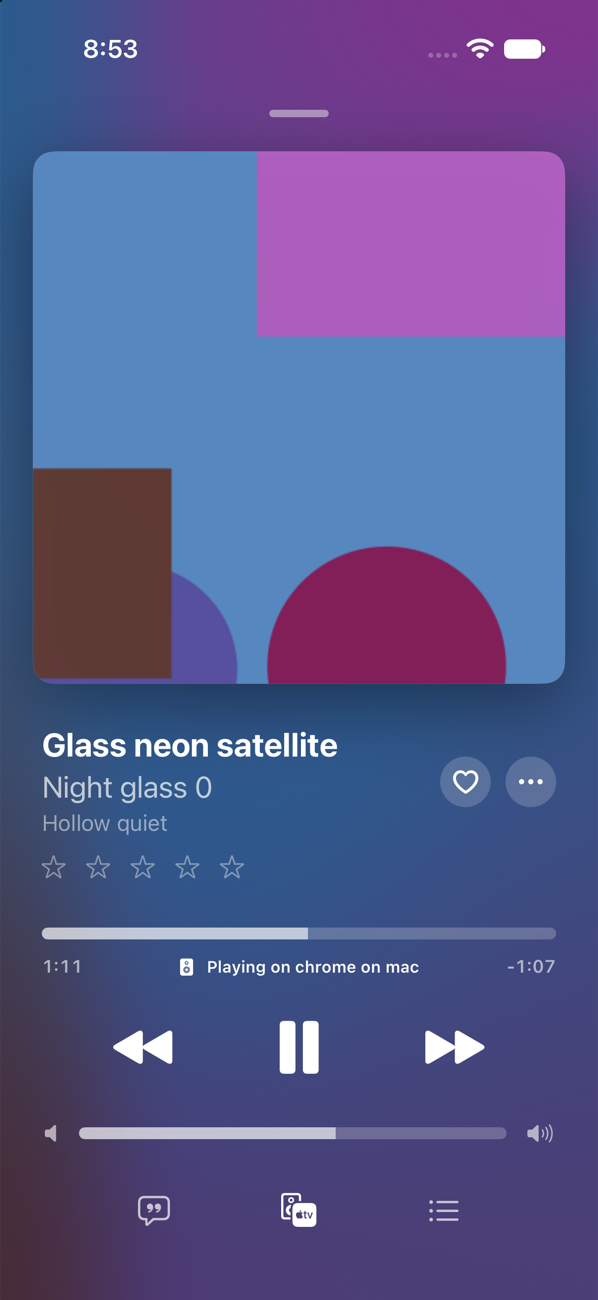 8:53
Glass neon satellite
Night glass 0
Hollow quiet
1:11
Playing on chrome on mac
-1:07
tv